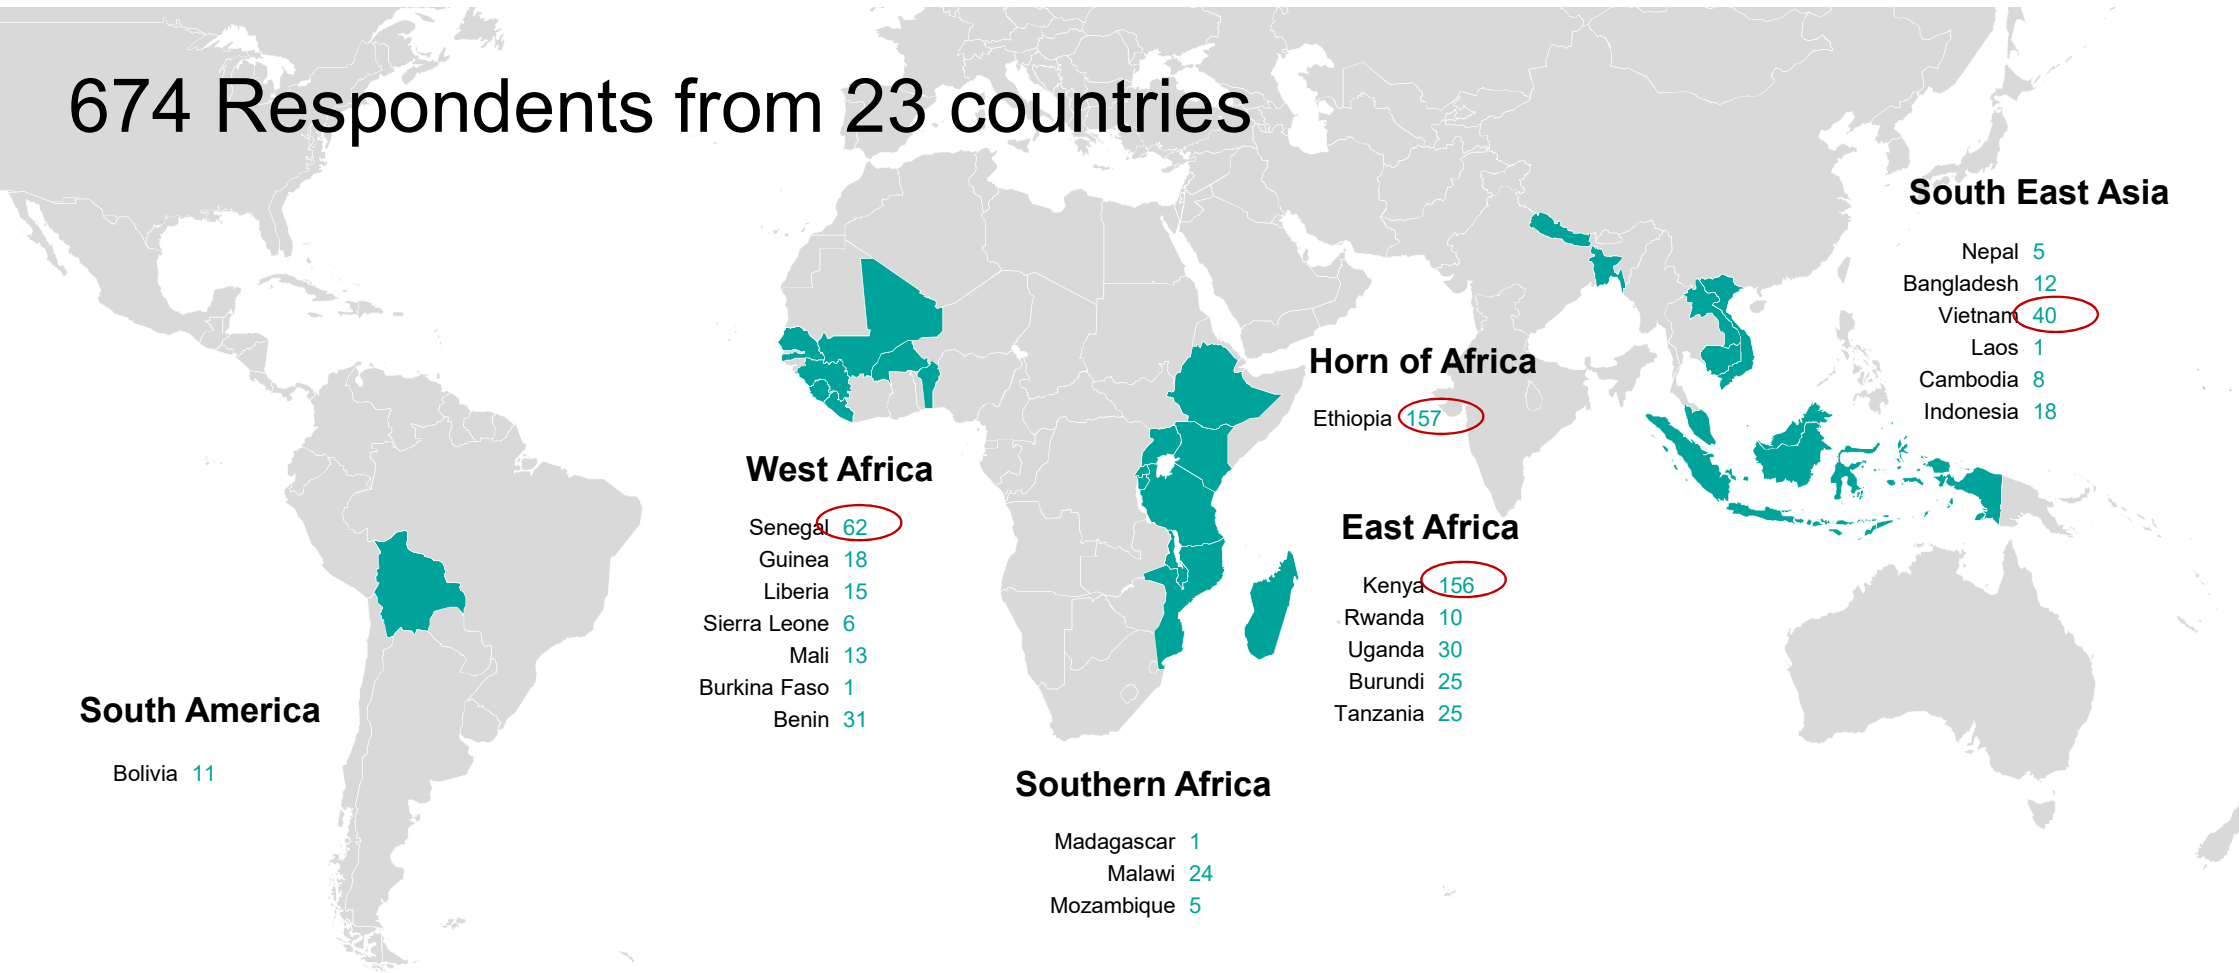 674 Respondents from 23 countries
South East Asia
Nepal 5
Bangladesh 12
Vietnam 40
Laos 1
Cambodia 8
Indonesia 18
Horn of Africa
Ethiopia 157
West Africa
Senegal 62
Guinea 18
Liberia 15
Sierra Leone 6
Mali 13
Burkina Faso 1
Benin 31
East Africa
Kenya 156
Rwanda 10
Uganda 30
Burundi 25
Tanzania 25
South America
Bolivia 11
Southern Africa
Madagascar 1
Malawi 24
Mozambique 5